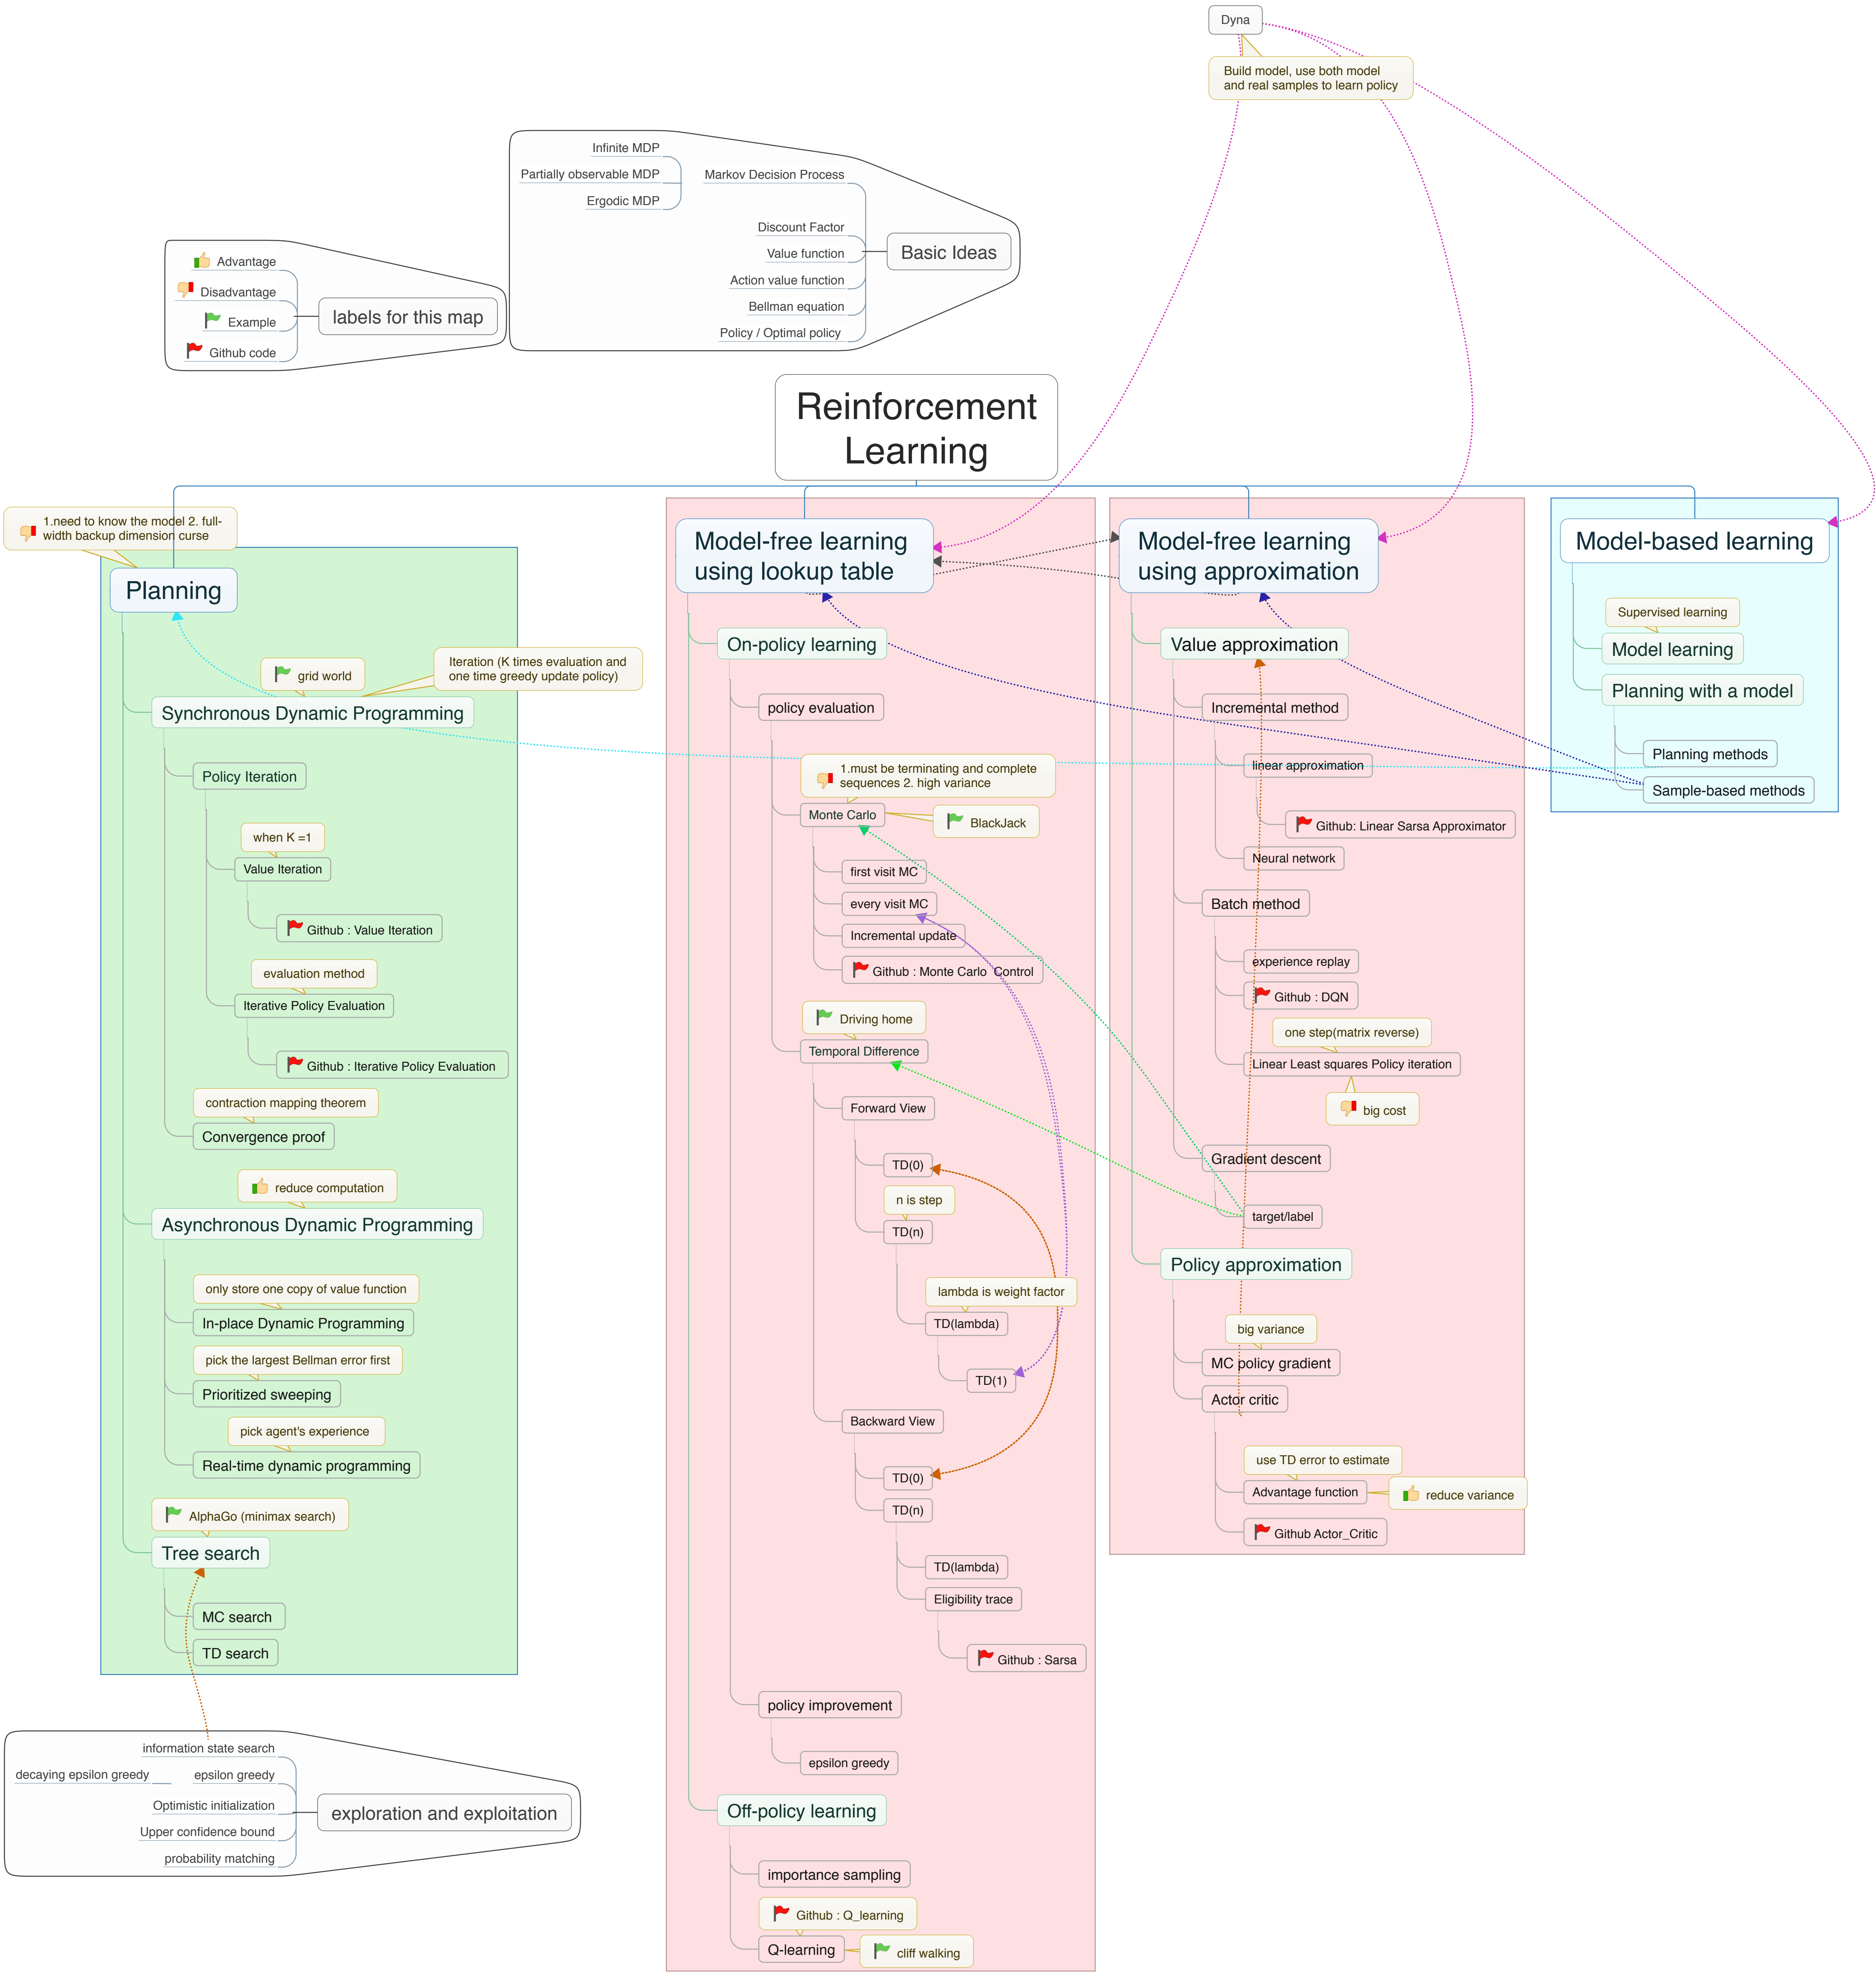 Dyna
Build model, use both model
and real samples to learn policy
Infinite MDP
Partially observable MDP
Ergodic MDP
Markov Decision Process
Discount Factor
Value function
Action value function
Bellman equation
Policy / Optimal policy
Basic Ideas
Advantage
Disadvantage
Example
Github code
labels for this map
Reinforcement
Learning
1.need to know the model 2. full-
width backup dimension curse
Planning
grid world
Iteration (K times evaluation and
one time greedy update policy)
Synchronous Dynamic Programming
Policy Iteration
when K =1
Value Iteration
Github : Value Iteration
evaluation method
Iterative Policy Evaluation
Github : Iterative Policy Evaluation
contraction mapping theorem
Convergence proof
reduce computation
Asynchronous Dynamic Programming
only store one copy of value function
In-place Dynamic Programming
pick the largest Bellman error first
Prioritized sweeping
pick agent's experience
Real-time dynamic programming
AlphaGo (minimax search)
Tree search
MC search
TD search
information state search
decaying epsilon greedy
epsilon greedy
Optimistic initialization
Upper confidence bound
probability matching
exploration and exploitation
Model-free learning
using lookup table
On-policy learning
policy evaluation
1.must be terminating and complete
sequences 2. high variance
Monte Carlo
BlackJack
first visit MC
every visit MC
Incremental update
Github : Monte Carlo Control
Driving home
Temporal Difference
Forward View
TD(0)
n is step
TD(n)
lambda is weight factor
TD(lambda)
TD(1)
Backward View
TD(0)
TD(n)
TD(lambda)
Eligibility trace
Github : Sarsa
policy improvement
epsilon greedy
Off-policy learning
importance sampling
Github : Q_learning
Q-learning
cliff walking
Model-free learning
using approximation
Value approximation
Incremental method
linear approximation
Github: Linear Sarsa Approximator
Neural network
Batch method
experience replay
Github : DQN
one step(matrix reverse)
Linear Least squares Policy iteration
big cost
Gradient descent
target/label
Policy approximation
big variance
MC policy gradient
Actor critic
use TD error to estimate
Advantage function
reduce variance
Github Actor_Critic
Model-based learning
Supervised learning
Model learning
Planning with a model
Planning methods
Sample-based methods